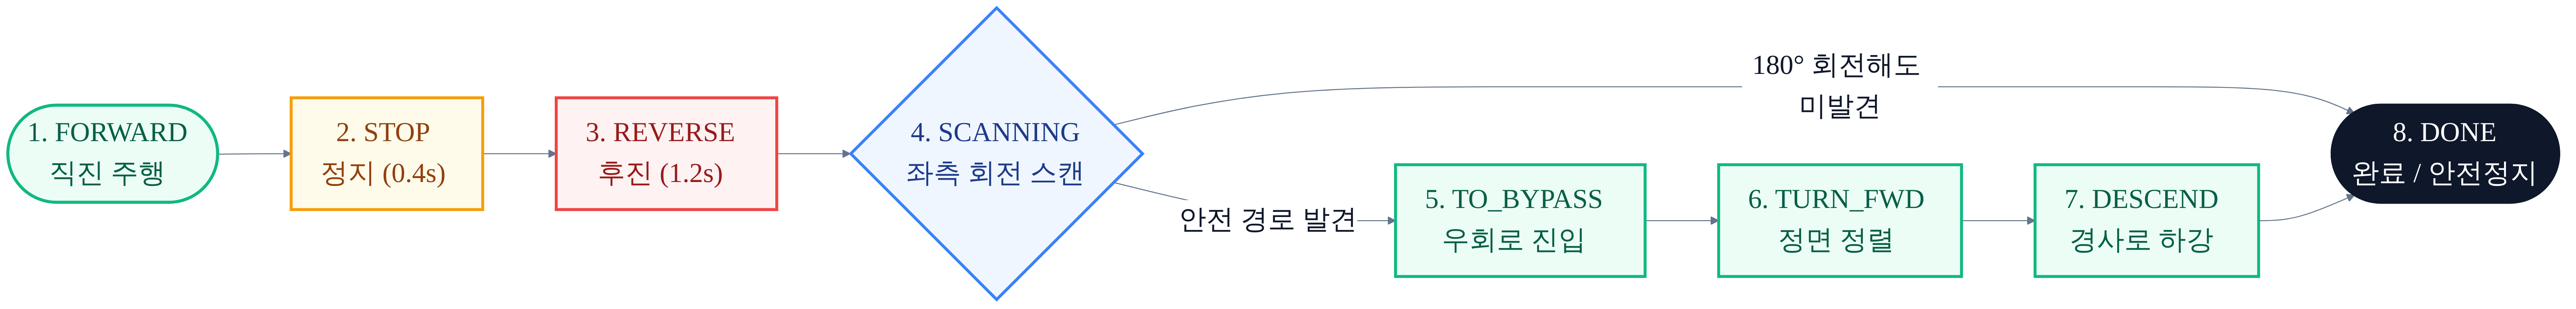 1. FORWARD
직진 주행
2. STOP
정지 (0.4s)
3. REVERSE
후진 (1.2s)
4. SCANNING
좌측 회전 스캔
180° 회전해도
미발견
안전 경로 발견
5. TO_BYPASS
우회로 진입
6. TURN_FWD
정면 정렬
7. DESCEND
경사로 하강
8. DONE
완료 / 안전정지